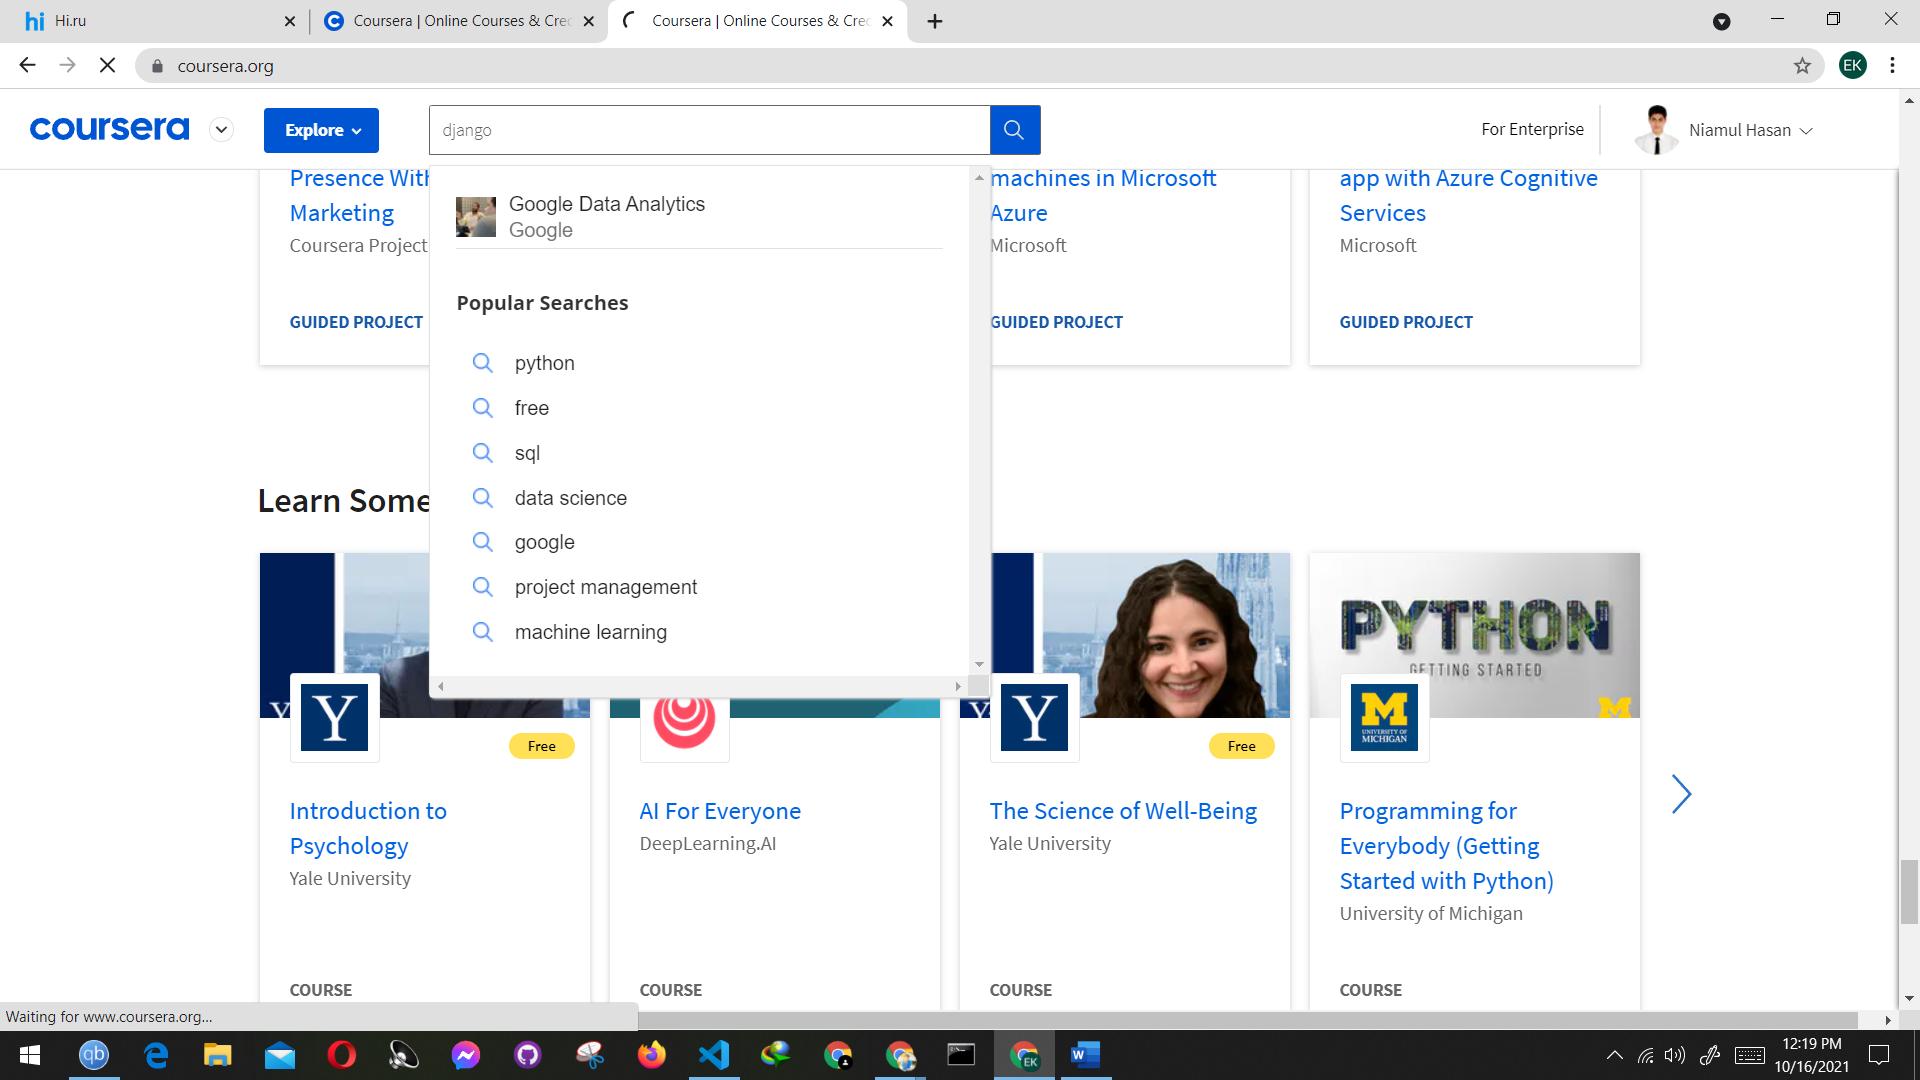 Hi.ru
Coursera | Online Courses & Cred
Coursera | Online Courses & Cred
coursera.org
EK
coursera
Explore
django
For Enterprise
Niamul Hasan
Presence With
Marketing
Coursera Project
GUIDED PROJECT
machines in Microsoft
Azure
Microsoft
GUIDED PROJECT
app with Azure Cognitive
Services
Microsoft
GUIDED PROJECT
Google Data Analytics
Google
Popular Searches
python
free
sql
data science
google
project management
machine learning
Learn Some
Y
Free
Introduction to
Psychology
Yale University
COURSE
AI For Everyone
DeepLearning.AI
COURSE
Y
Free
The Science of Well-Being
Yale University
COURSE
PYTHON
GETTING STARTED
M
UNIVERSITY OF
MICHIGAN
Programming for
Everybody (Getting
Started with Python)
University of Michigan
COURSE
Waiting for www.coursera.org...
qb
EK
W
12:19 PM
10/16/2021